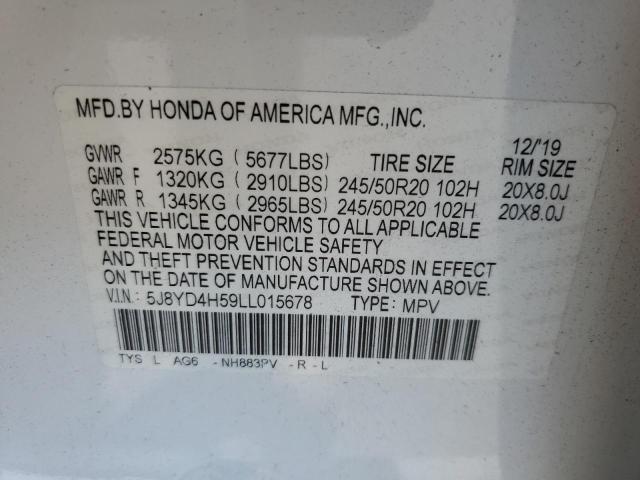 MFD.BY HONDA OF AMERICA MFG.,INC.
12/'19
GVWR 2575KG ( 5677LBS) TIRE SIZE RIM SIZE
GAWR F 1320KG ( 2910LBS) 245/50R20 102H 20X8.0J
GAWR R 1345KG ( 2965LBS) 245/50R20 102H 20X8.0J
THIS VEHICLE CONFORMS TO ALL APPLICABLE
FEDERAL MOTOR VEHICLE SAFETY
AND THEFT PREVENTION STANDARDS IN EFFECT
ON THE DATE OF MANUFACTURE SHOWN ABOVE.
V.I.N.: 5J8YD4H59LL015678 TYPE: MPV
TYS L AG6 -NH883PV -R-L